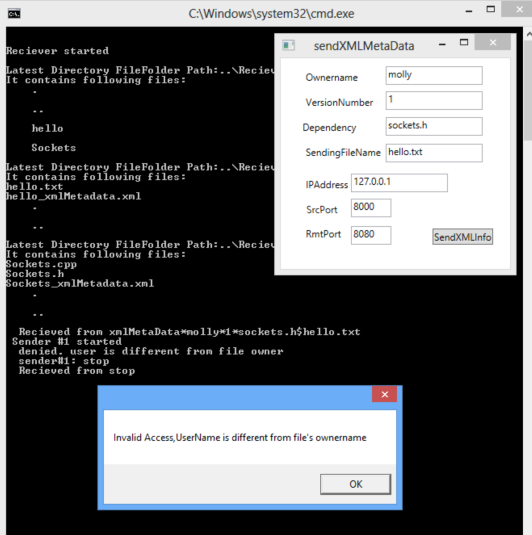 C:\Windows\system32\cmd.exe
Reciever started
Latest Directory FileFolder Path:..\Reciev
It contains following files:
.
..
hello
Sockets
Latest Directory FileFolder Path:..\Reciev
It contains following files:
hello.txt
hello_xmlMetadata.xml
.
..
Latest Directory FileFolder Path:..\Reciev
It contains following files:
Sockets.cpp
Sockets.h
Sockets_xmlMetadata.xml
.
..
Recieved from xmlMetaData*molly*1*sockets.h$hello.txt
Sender #1 started
denied. user is different from file owner
sender#1: stop
Recieved from stop
sendXMLMetaData
Ownername molly
VersionNumber 1
Dependency sockets.h
SendingFileName hello.txt
IPAddress 127.0.0.1
SrcPort 8000
RmtPort 8080 SendXMLInfo
Invalid Access,UserName is different from file's ownername
OK